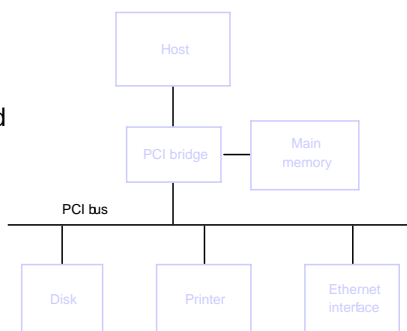 Host
d
PCI bridge
Main
memory
PCI bus
Disk
Printer
Ethernet
interface